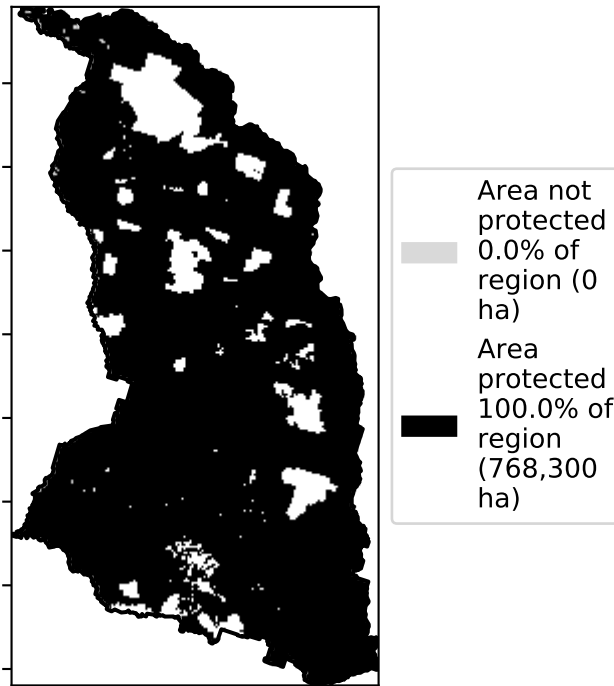 Area not
protected
0.0% of
region (0
ha)
Area
protected
100.0% of
region
(768,300
ha)